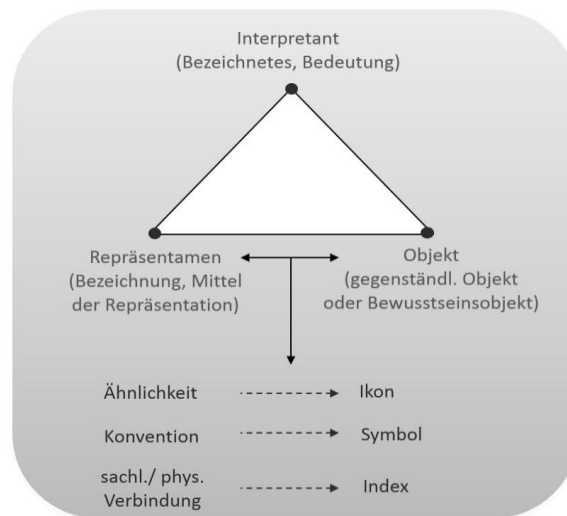 Interpretant
(Bezeichnetes, Bedeutung)
Repräsentamen
(Bezeichnung, Mittel
der Repräsentation)
Objekt
(gegenständl. Objekt
oder Bewusstseinsobjekt)
Ähnlichkeit
Ikon
Konvention
Symbol
sachl./ phys.
Verbindung
Index